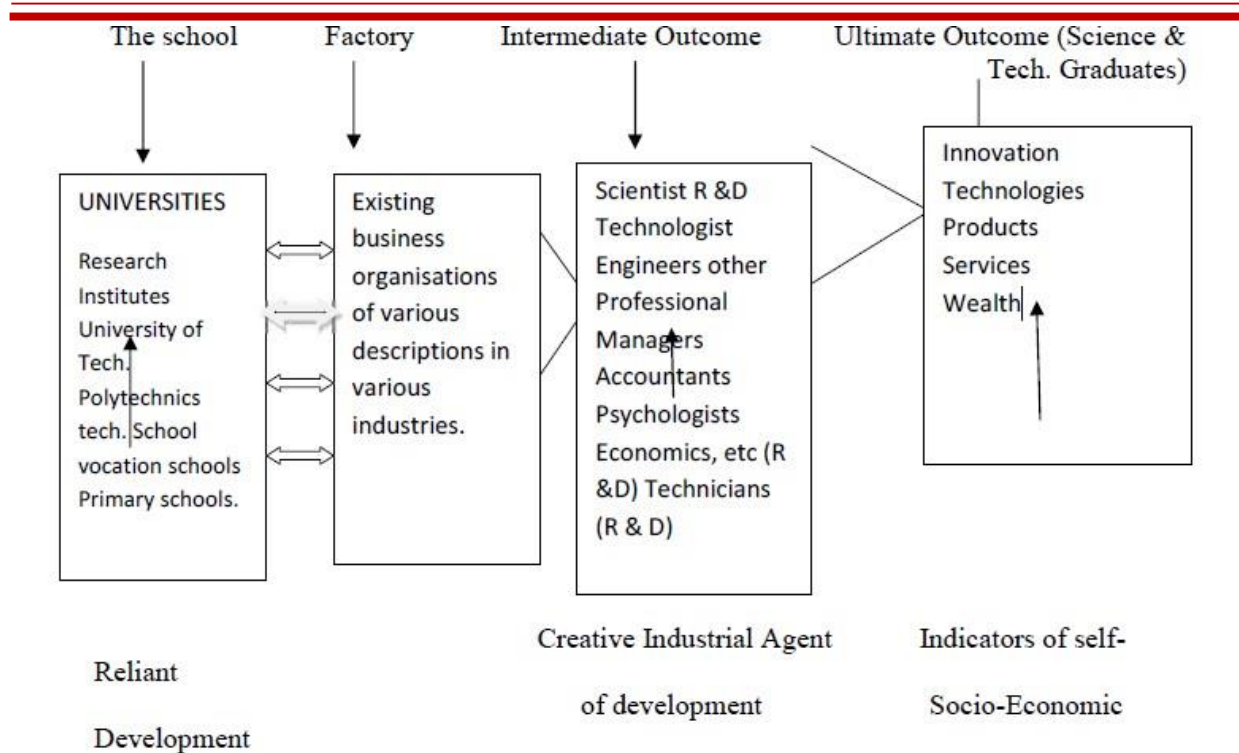 The school
Factory
Intermediate Outcome
Ultimate Outcome (Science &
Tech. Graduates)
UNIVERSITIES
Research
Institutes
University of
Tech.
Polytechnics
tech. School
vocation schools
Primary schools.
Existing
business
organisations
of various
descriptions in
various
industries.
Scientist R &D
Technologist
Engineers other
Professional
Managers
Accountants
Psychologists
Economics, etc (R
&D) Technicians
(R & D)
Innovation
Technologies
Products
Services
Wealth
Creative Industrial Agent
of development
Indicators of self-
Socio-Economic
Reliant
Development